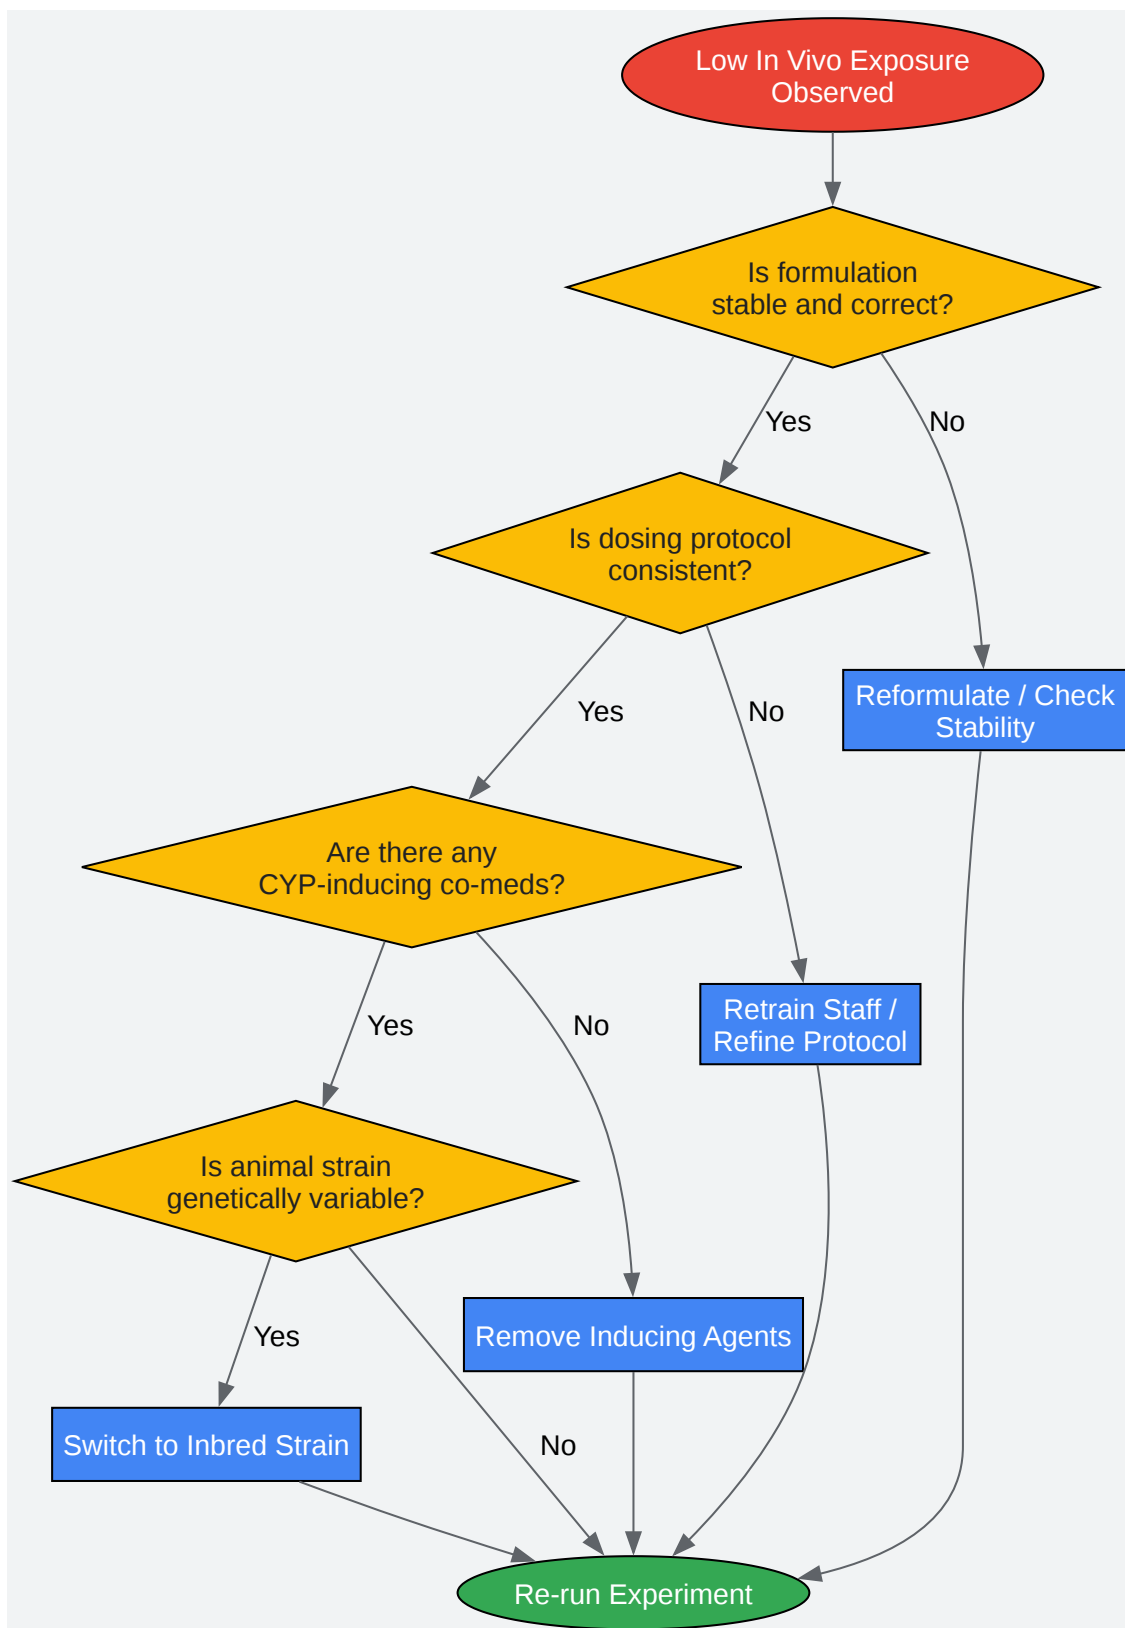 Low In Vivo Exposure
Observed
Is formulation
stable and correct?
Yes
No
Is dosing protocol
consistent?
Reformulate / Check
Stability
Yes
No
Are there any
CYP-inducing co-meds?
Retrain Staff /
Refine Protocol
Yes
No
Is animal strain
genetically variable?
Remove Inducing Agents
Yes
Switch to Inbred Strain
No
Re-run Experiment